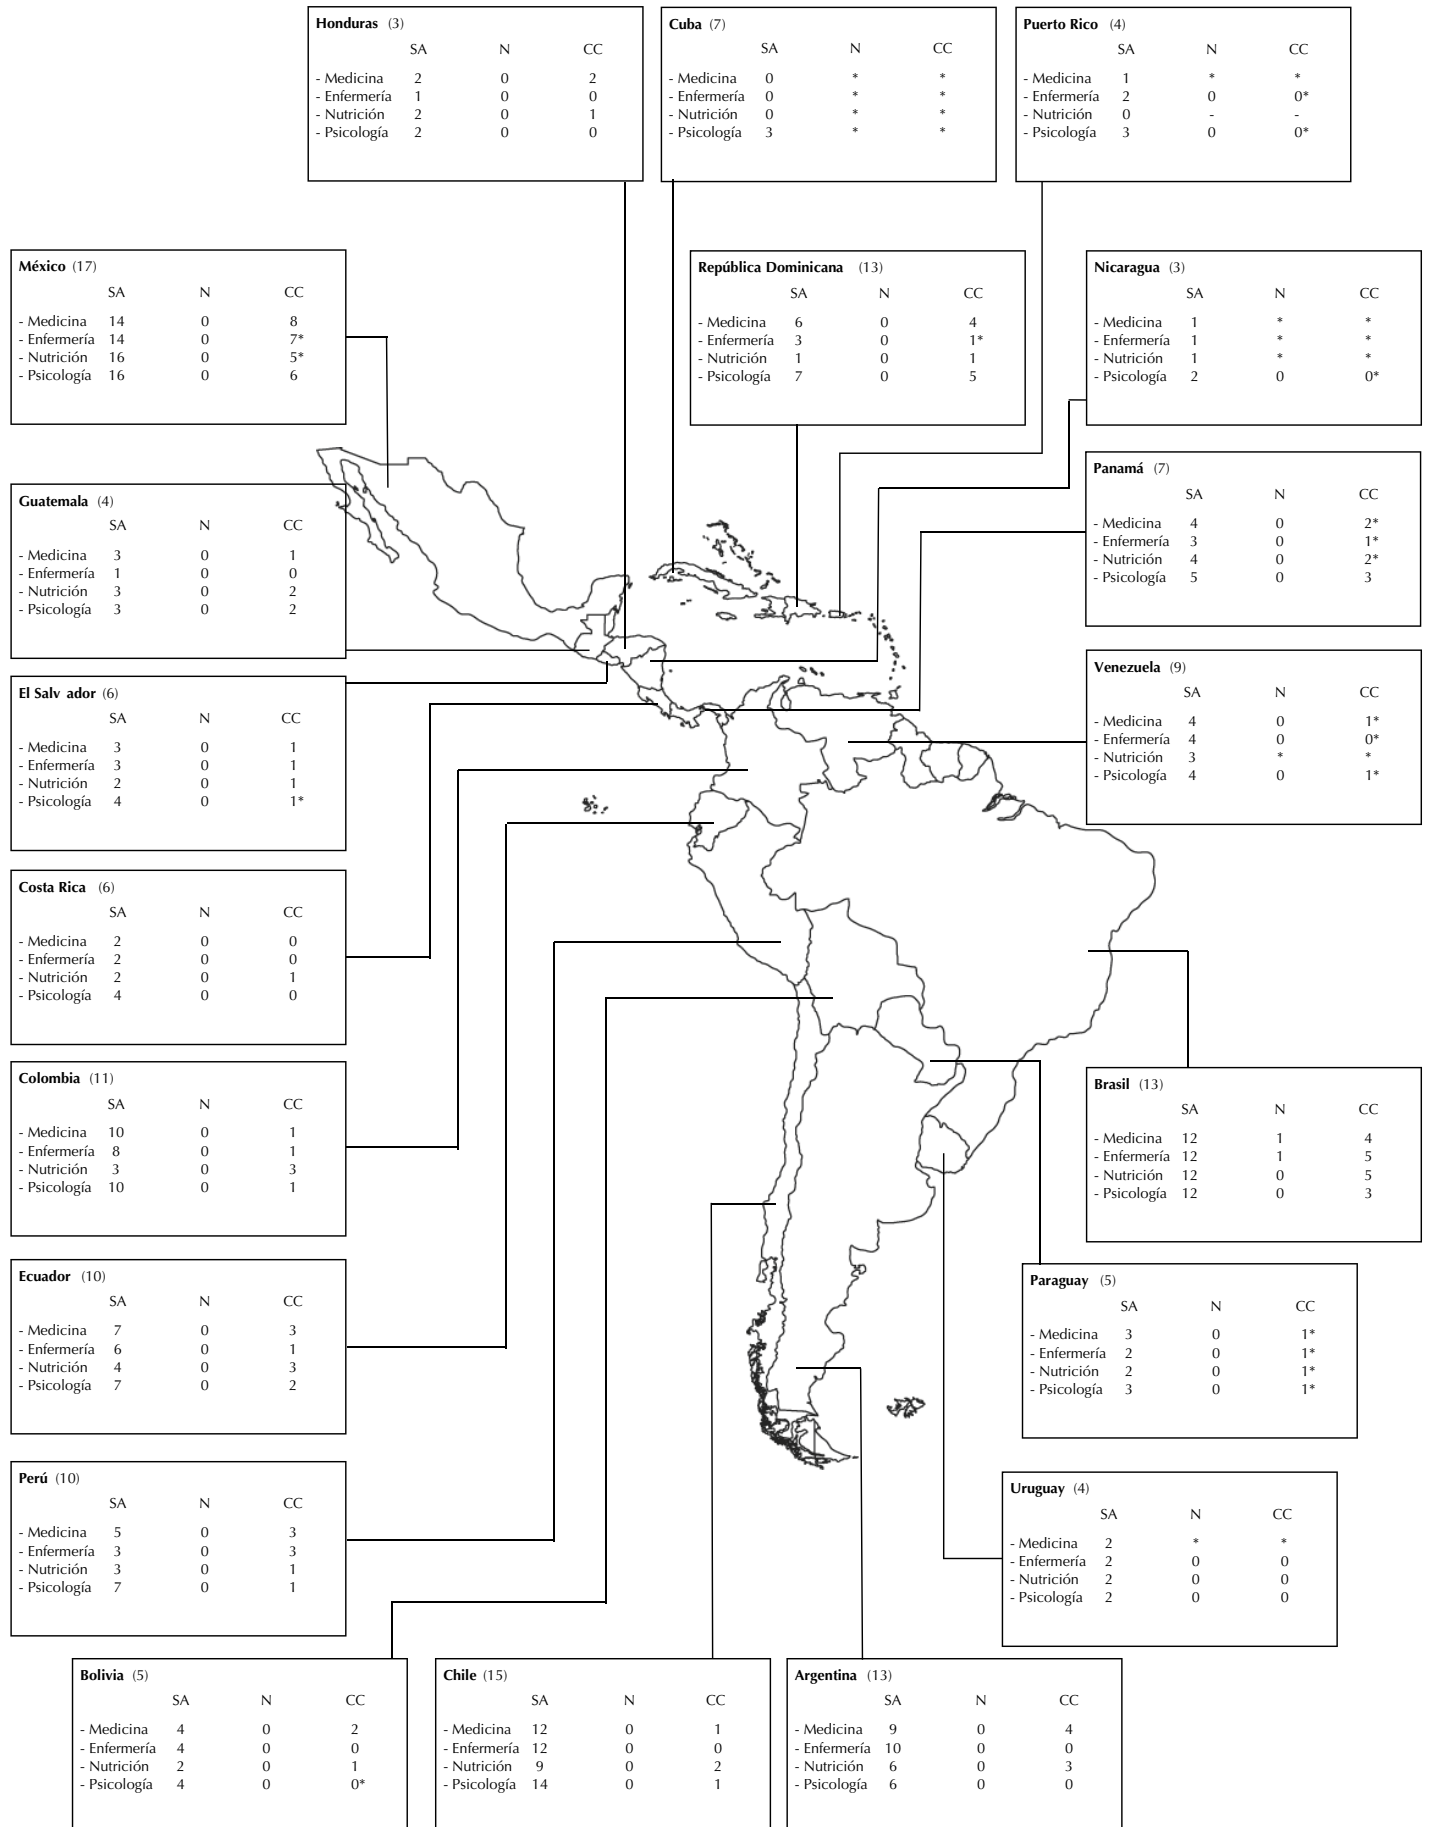 Honduras (3)
SA N CC
- Medicina 2 0 2
- Enfermería 1 0 0
- Nutrición 2 0 1
- Psicología 2 0 0
Cuba (7)
SA N CC
- Medicina 0 * *
- Enfermería 0 * *
- Nutrición 0 * *
- Psicología 3 * *
Puerto Rico (4)
SA N CC
- Medicina 1 * *
- Enfermería 2 0 0*
- Nutrición 0 - -
- Psicología 3 0 0*
México (17)
SA N CC
- Medicina 14 0 8
- Enfermería 14 0 7*
- Nutrición 16 0 5*
- Psicología 16 0 6
República Dominicana (13)
SA N CC
- Medicina 6 0 4
- Enfermería 3 0 1*
- Nutrición 1 0 1
- Psicología 7 0 5
Nicaragua (3)
SA N CC
- Medicina 1 * *
- Enfermería 1 * *
- Nutrición 1 * *
- Psicología 2 0 0*
Guatemala (4)
SA N CC
- Medicina 3 0 1
- Enfermería 1 0 0
- Nutrición 3 0 2
- Psicología 3 0 2
Panamá (7)
SA N CC
- Medicina 4 0 2*
- Enfermería 3 0 1*
- Nutrición 4 0 2*
- Psicología 5 0 3
El Salv ador (6)
SA N CC
- Medicina 3 0 1
- Enfermería 3 0 1
- Nutrición 2 0 1
- Psicología 4 0 1*
Venezuela (9)
SA N CC
- Medicina 4 0 1*
- Enfermería 4 0 0*
- Nutrición 3 * *
- Psicología 4 0 1*
Costa Rica (6)
SA N CC
- Medicina 2 0 0
- Enfermería 2 0 0
- Nutrición 2 0 1
- Psicología 4 0 0
Colombia (11)
SA N CC
- Medicina 10 0 1
- Enfermería 8 0 1
- Nutrición 3 0 3
- Psicología 10 0 1
Brasil (13)
SA N CC
- Medicina 12 1 4
- Enfermería 12 1 5
- Nutrición 12 0 5
- Psicología 12 0 3
Ecuador (10)
SA N CC
- Medicina 7 0 3
- Enfermería 6 0 1
- Nutrición 4 0 3
- Psicología 7 0 2
Paraguay (5)
SA N CC
- Medicina 3 0 1*
- Enfermería 2 0 1*
- Nutrición 2 0 1*
- Psicología 3 0 1*
Perú (10)
SA N CC
- Medicina 5 0 3
- Enfermería 3 0 3
- Nutrición 3 0 1
- Psicología 7 0 1
Uruguay (4)
SA N CC
- Medicina 2 * *
- Enfermería 2 0 0
- Nutrición 2 0 0
- Psicología 2 0 0
Bolivia (5)
SA N CC
- Medicina 4 0 2
- Enfermería 4 0 0
- Nutrición 2 0 1
- Psicología 4 0 0*
Chile (15)
SA N CC
- Medicina 12 0 1
- Enfermería 12 0 0
- Nutrición 9 0 2
- Psicología 14 0 1
Argentina (13)
SA N CC
- Medicina 9 0 4
- Enfermería 10 0 0
- Nutrición 6 0 3
- Psicología 6 0 0